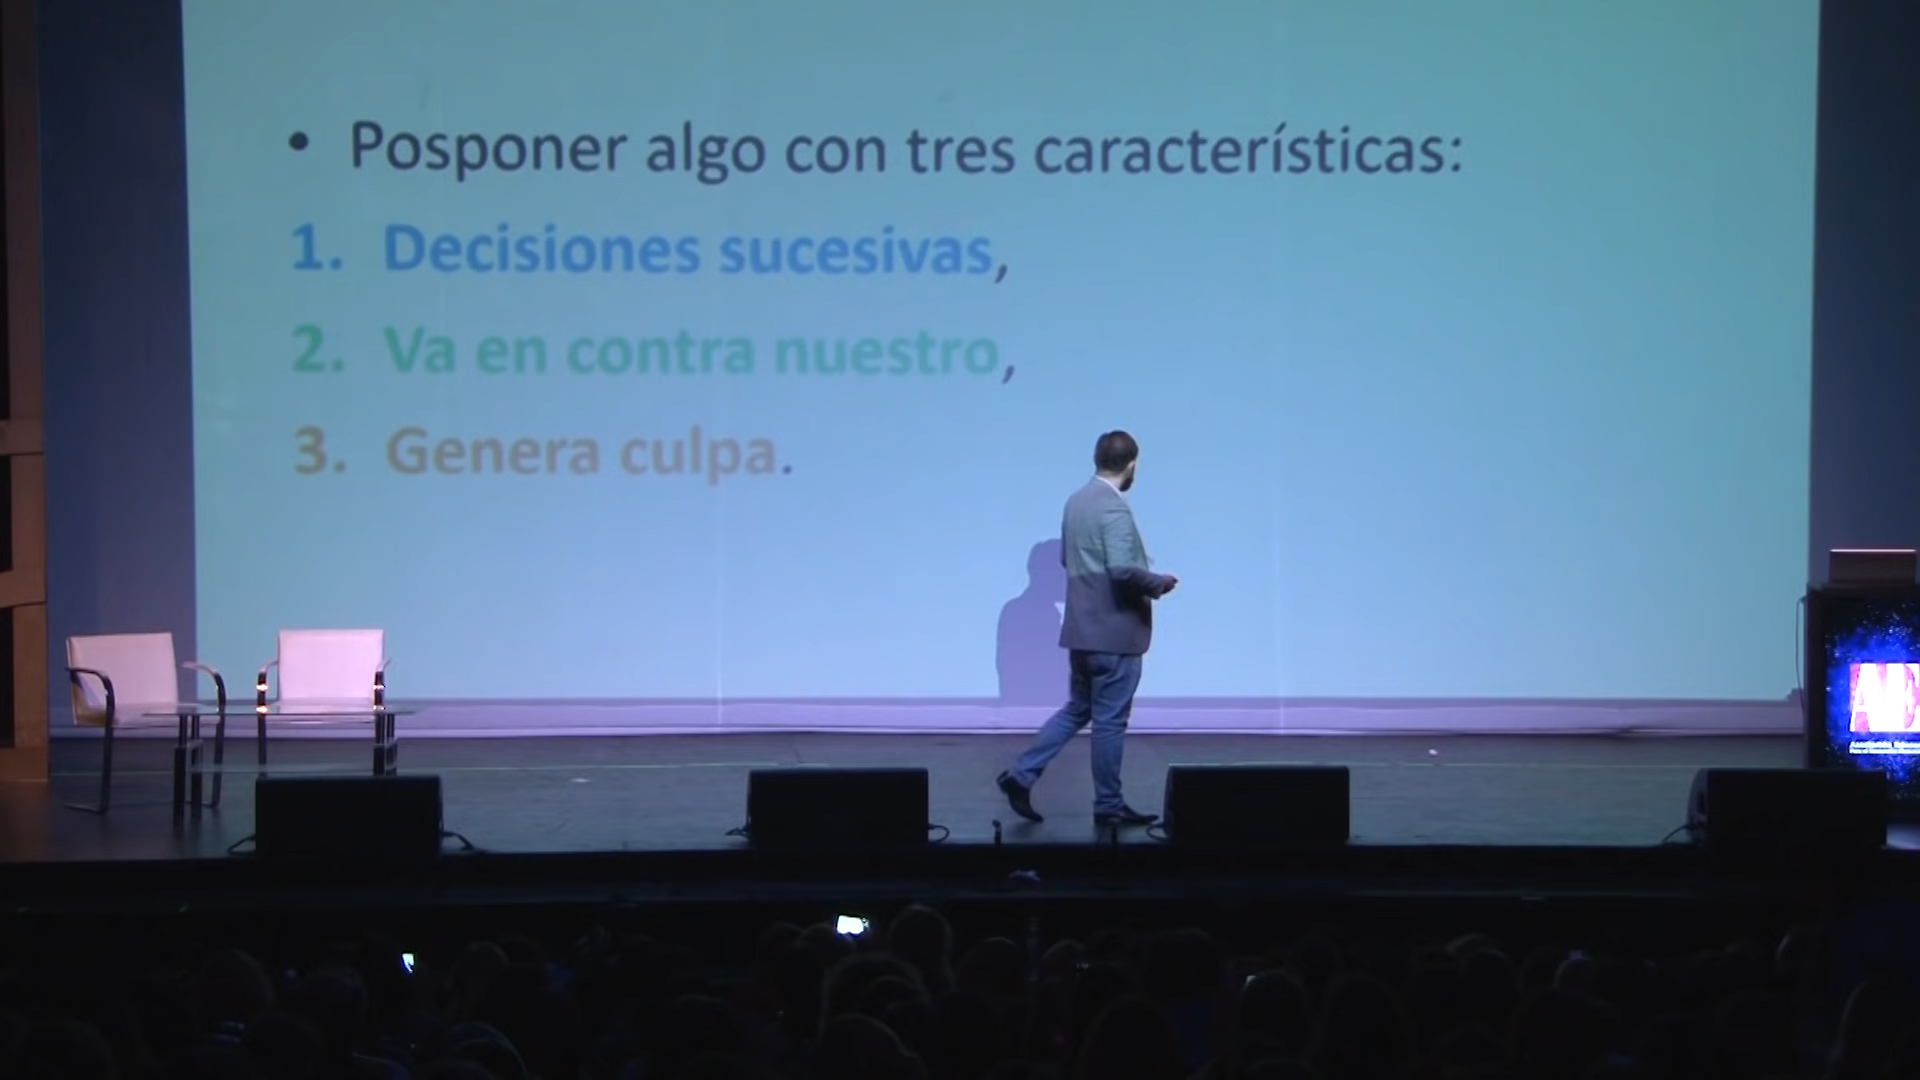 • Posponer algo con tres características:
1. Decisiones sucesivas,
2. Va en contra nuestro,
3. Genera culpa.